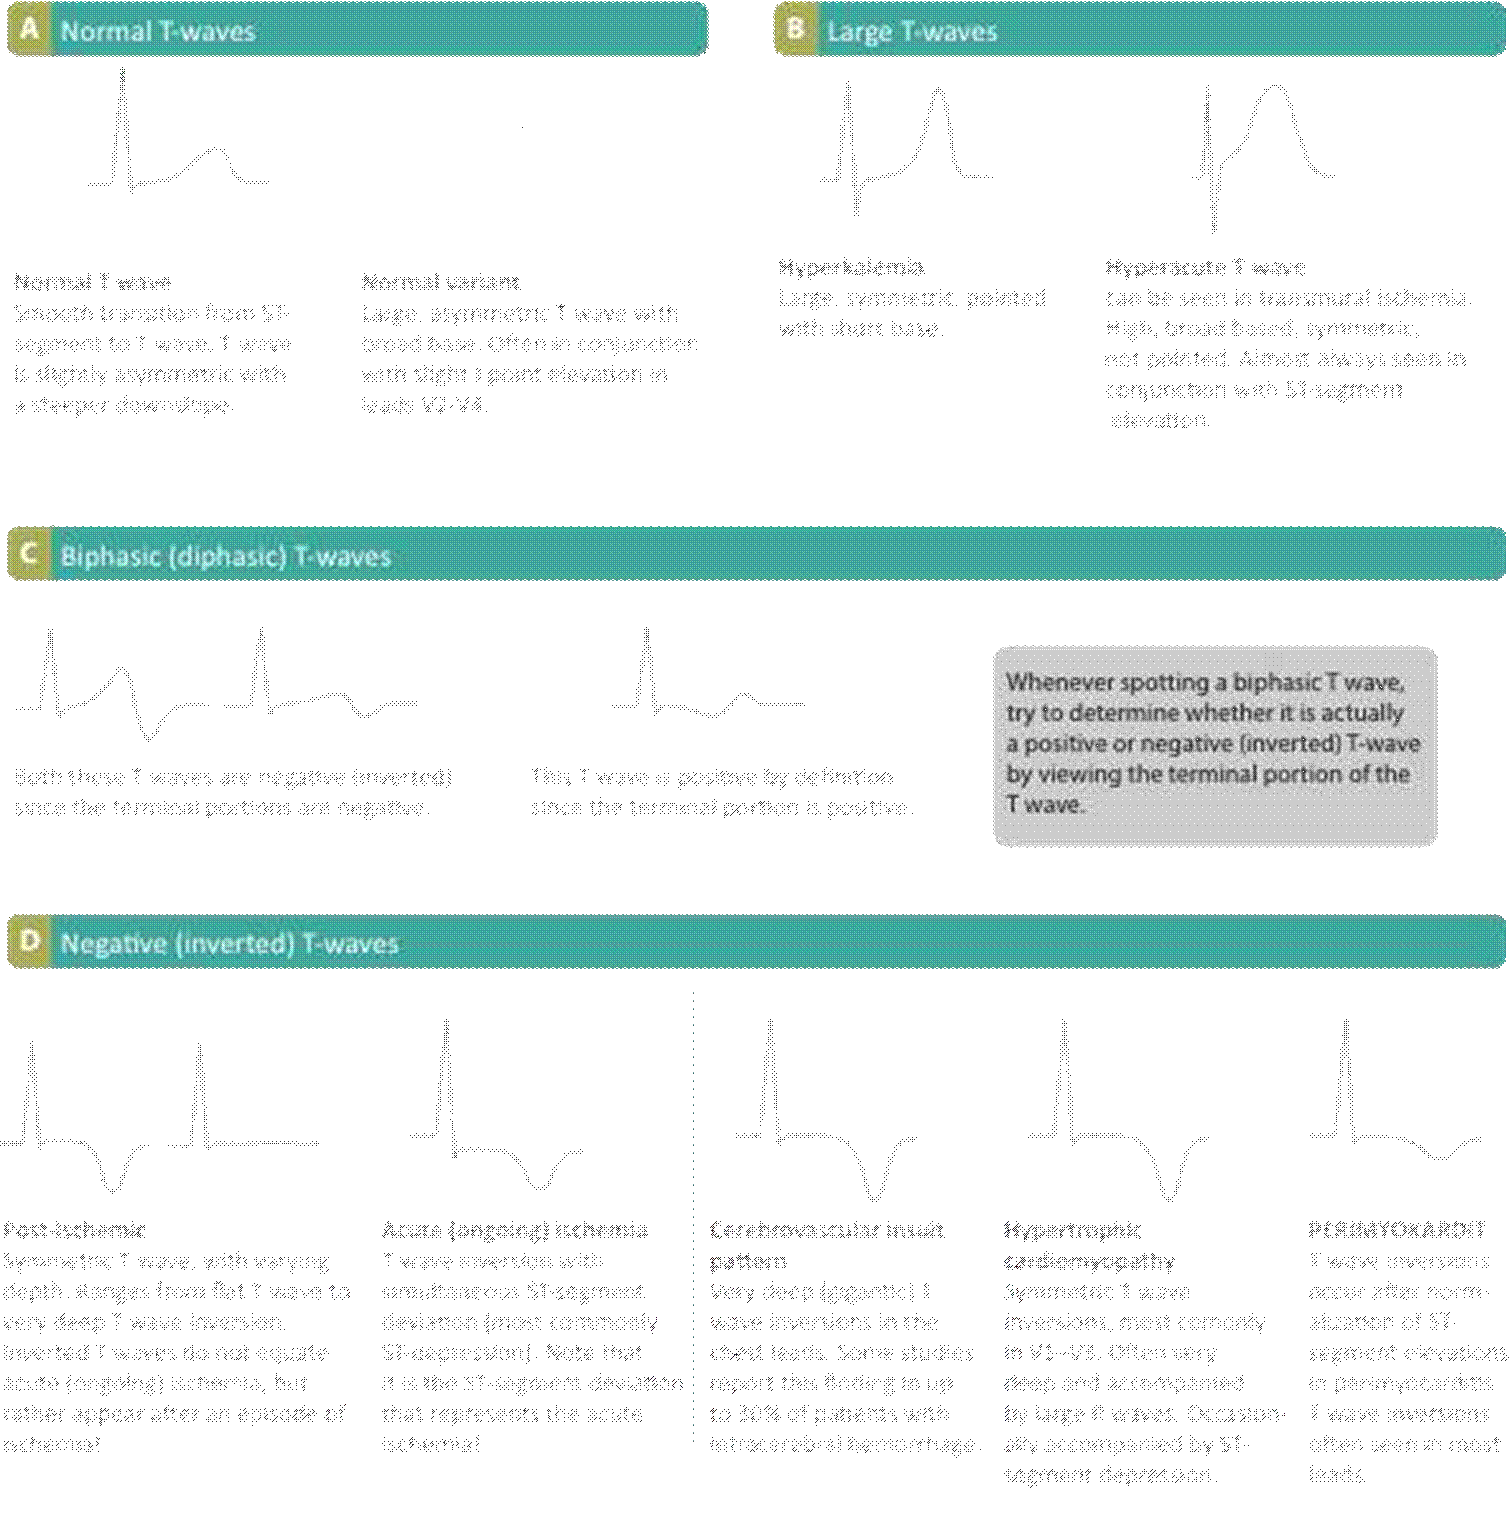 A Normal T-waves
B Large T-waves
Normal T wave
Smooth transition from ST-
segment to T wave. T wave
is slightly asymmetric with
a steeper downslope.
Normal variant
Large, asymmetric T wave with
broad base. Often in conjunction
with slight J point elevation in
leads V2-V4.
Hyperkalemia
Large, symmetric, pointed
with short base.
Hyperacute T wave
can be seen in transmural ischemia.
High, broad based, symmetric,
not pointed. Almost always seen in
conjunction with ST-segment
elevation.
C Biphasic (diphasic) T-waves
Both these T waves are negative (inverted)
since the terminal portions are negative.
This T wave is positive by definition
since the terminal portion is positive.
Whenever spotting a biphasic T wave,
try to determine whether it is actually
a positive or negative (inverted) T-wave
by viewing the terminal portion of the
T wave.
D Negative (inverted) T-waves
Post-ischemic
Symmetric T wave, with varying
depth. Ranges from flat T wave to
very deep T wave inversion.
Inverted T waves do not equate
acute (ongoing) ischemia, but
rather appear after an episode of
ischemia!
Acute (ongoing) ischemia
T wave inversion with
simultaneous ST-segment
deviation (most commonly
ST-depression). Note that
it is the ST-segment deviation
that represents the acute
ischemia!
Cerebrovascular insult
pattern
Very deep (gigantic) T
wave inversions in the
chest leads. Some studies
report this finding in up
to 30% of patients with
intracerebral hemorrhage.
Hypertrophic
cardiomyopathy
Symmetric T wave
inversions, most comonly
in V1–V3. Often very
deep and accompanied
by large R waves. Occasion-
ally accompanied by ST-
segment depression.
PERIMYOKARDIT
T wave inversions
occur after norm-
alization of ST-
segment elevations
in perimyocarditis.
T wave inversions
often seen in most
leads.